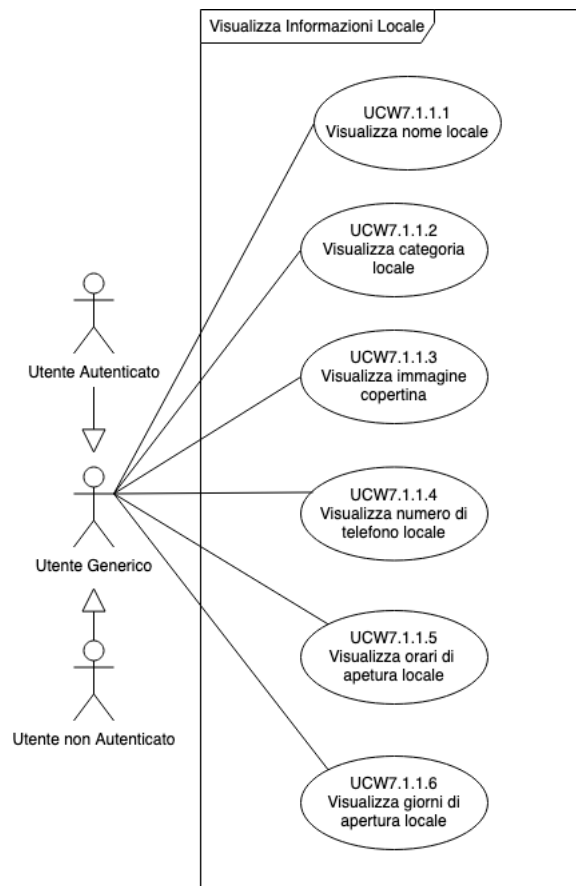 Visualizza Informazioni Locale
UCW7.1.1.1
Visualizza nome locale
UCW7.1.1.2
Visualizza categoria
locale
Utente Autenticato
UCW7.1.1.3
Visualizza immagine
copertina
UCW7.1.1.4
Visualizza numero di
telefono locale
Utente Generico
UCW7.1.1.5
Visualizza orari di
apetura locale
Utente non Autenticato
UCW7.1.1.6
Visualizza giorni di
apertura locale